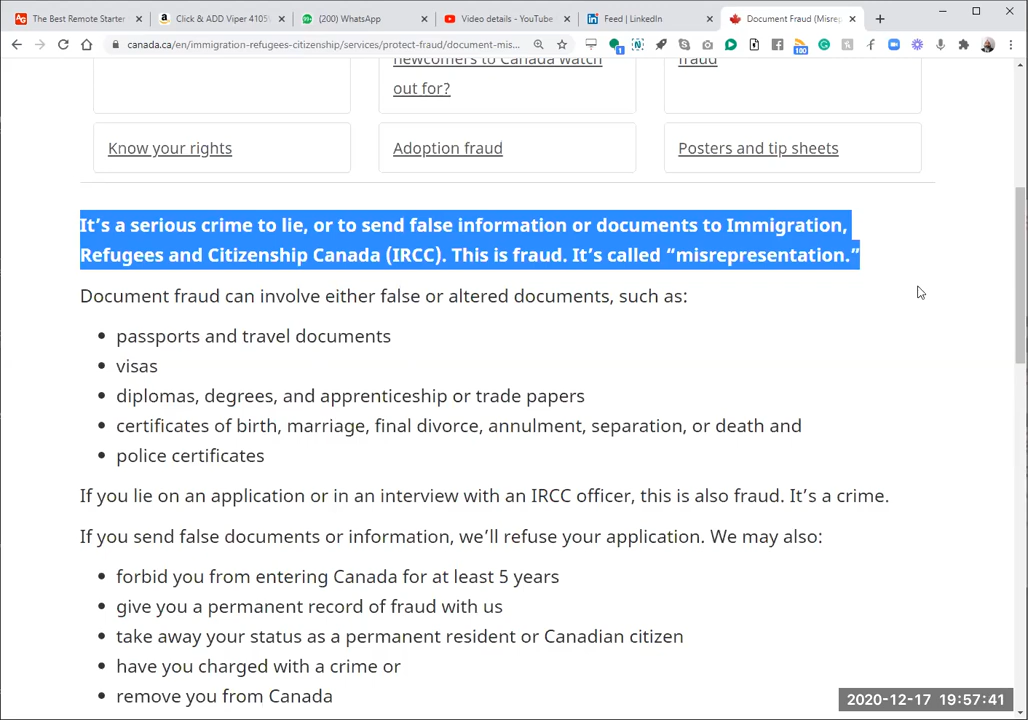 The Best Remote Starter
Click & ADD Viper 4105
(200) WhatsApp
Video details - YouTube
Feed | LinkedIn
Document Fraud (Misrep
canada.ca/en/immigration-refugees-citizenship/services/protect-fraud/document-mis...
newcomers to Canada watch
out for?
fraud
Know your rights
Adoption fraud
Posters and tip sheets
It’s a serious crime to lie, or to send false information or documents to Immigration,
Refugees and Citizenship Canada (IRCC). This is fraud. It’s called “misrepresentation.”
Document fraud can involve either false or altered documents, such as:
passports and travel documents
visas
diplomas, degrees, and apprenticeship or trade papers
certificates of birth, marriage, final divorce, annulment, separation, or death and
police certificates
If you lie on an application or in an interview with an IRCC officer, this is also fraud. It’s a crime.
If you send false documents or information, we’ll refuse your application. We may also:
forbid you from entering Canada for at least 5 years
give you a permanent record of fraud with us
take away your status as a permanent resident or Canadian citizen
have you charged with a crime or
remove you from Canada
2020-12-17 19:57:41